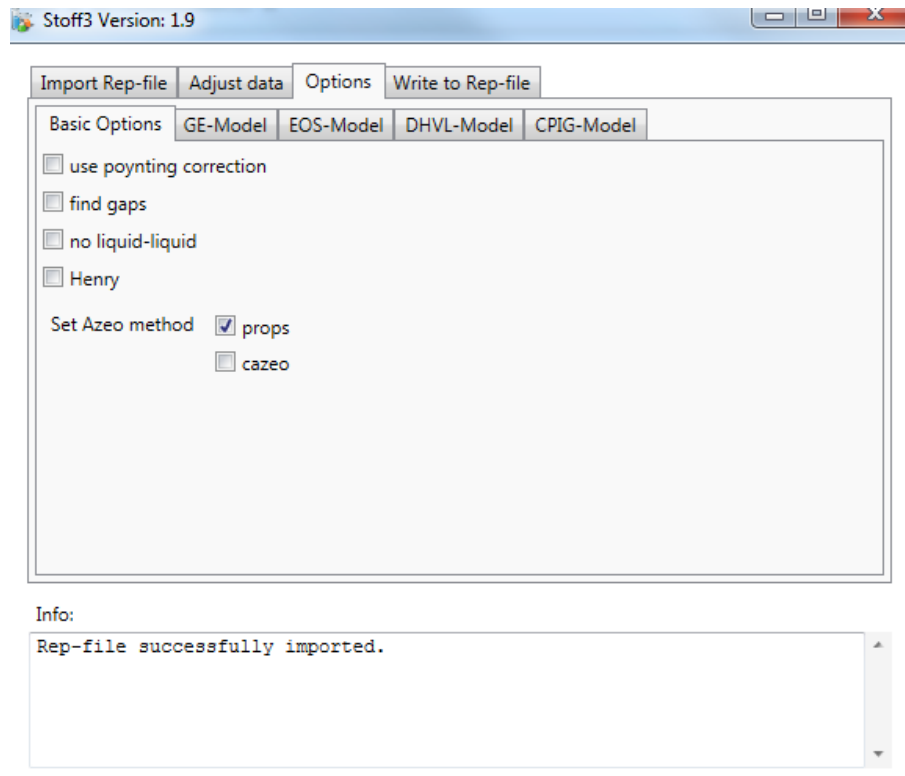 Stoff3 Version: 1.9
Import Rep-file Adjust data Options Write to Rep-file
Basic Options GE-Model EOS-Model DHVL-Model CPIG-Model
use poynting correction
find gaps
no liquid-liquid
Henry
Set Azeo method props
cazeo
Info:
Rep-file successfully imported.